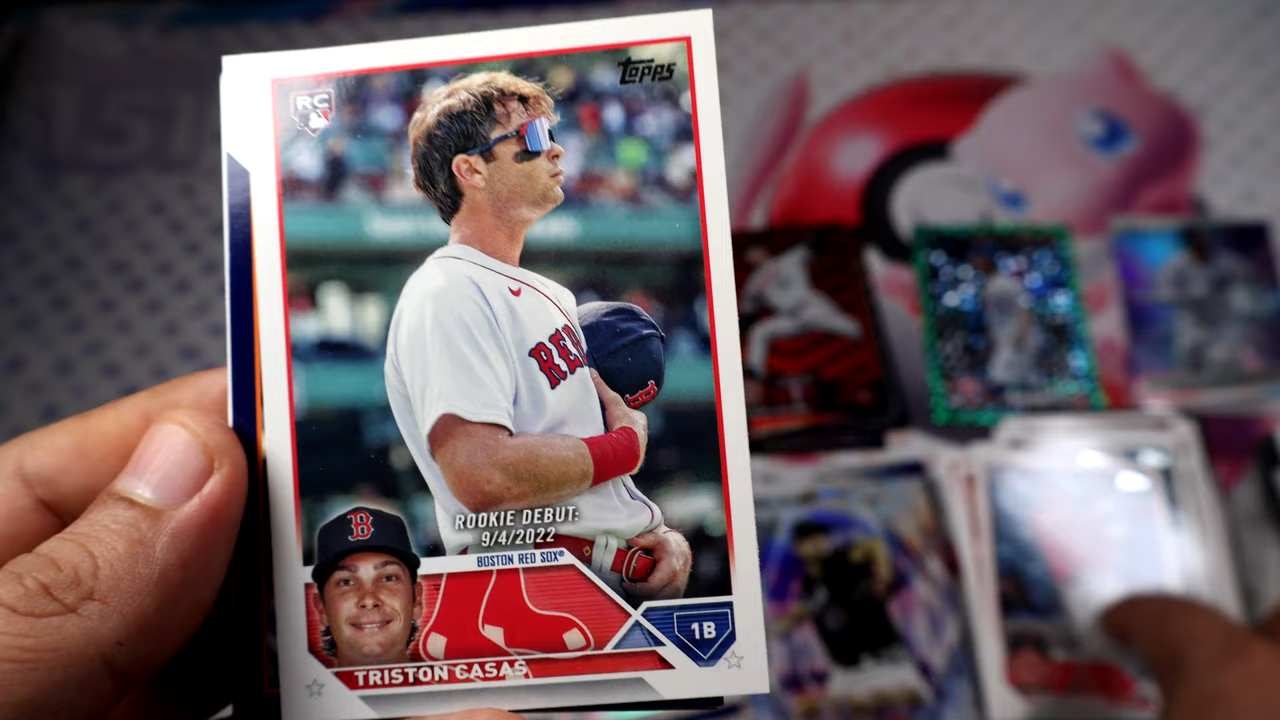 Topps
RC
RED
B
ROOKIE DEBUT:
9/4/2022
BOSTON RED SOX®
B
1B
TRISTON CASAS